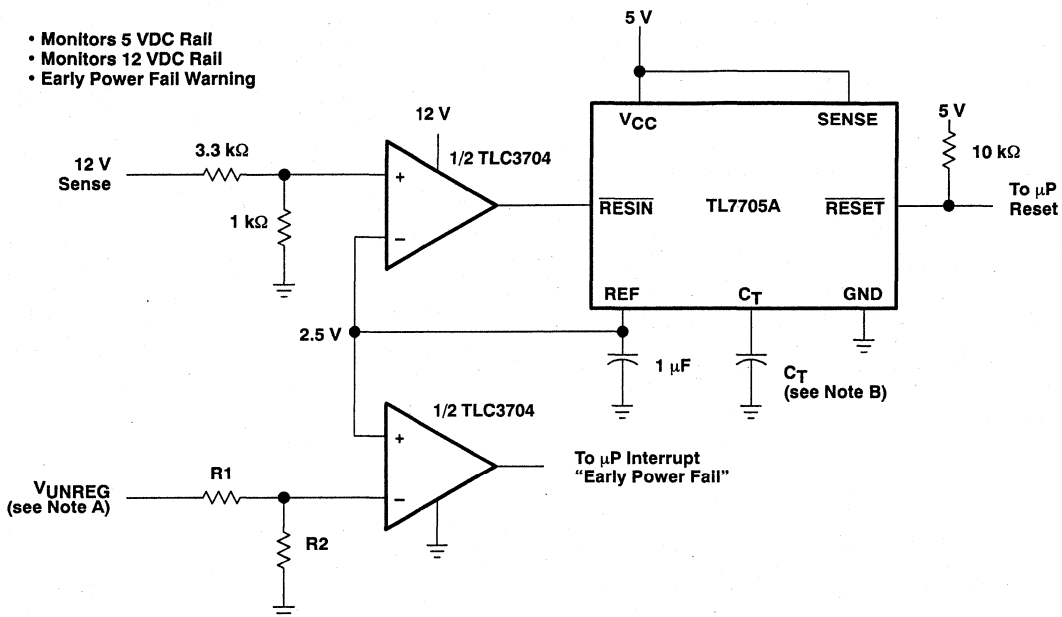 • Monitors 5 VDC Rail
• Monitors 12 VDC Rail
• Early Power Fail Warning
5 V
12 V
Sense
3.3 kΩ
1 kΩ
12 V
1/2 TLC3704
+
−
VCC
SENSE
RESIN
TL7705A
RESET
REF
CT
GND
5 V
10 kΩ
To μP
Reset
2.5 V
1 μF
CT
(see Note B)
1/2 TLC3704
+
−
To μP Interrupt
“Early Power Fail”
VUNREG
(see Note A)
R1
R2